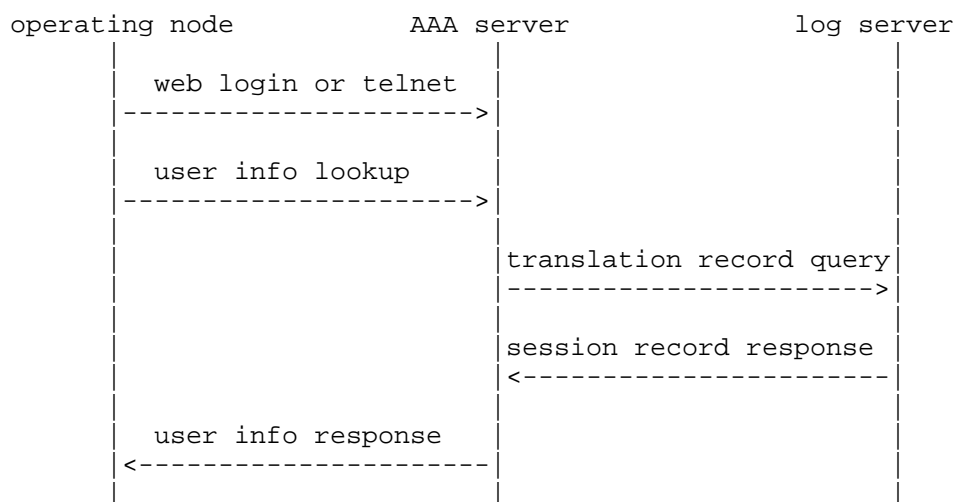 operating node AAA server log server
web login or telnet
user info lookup
translation record query
session record response
user info response